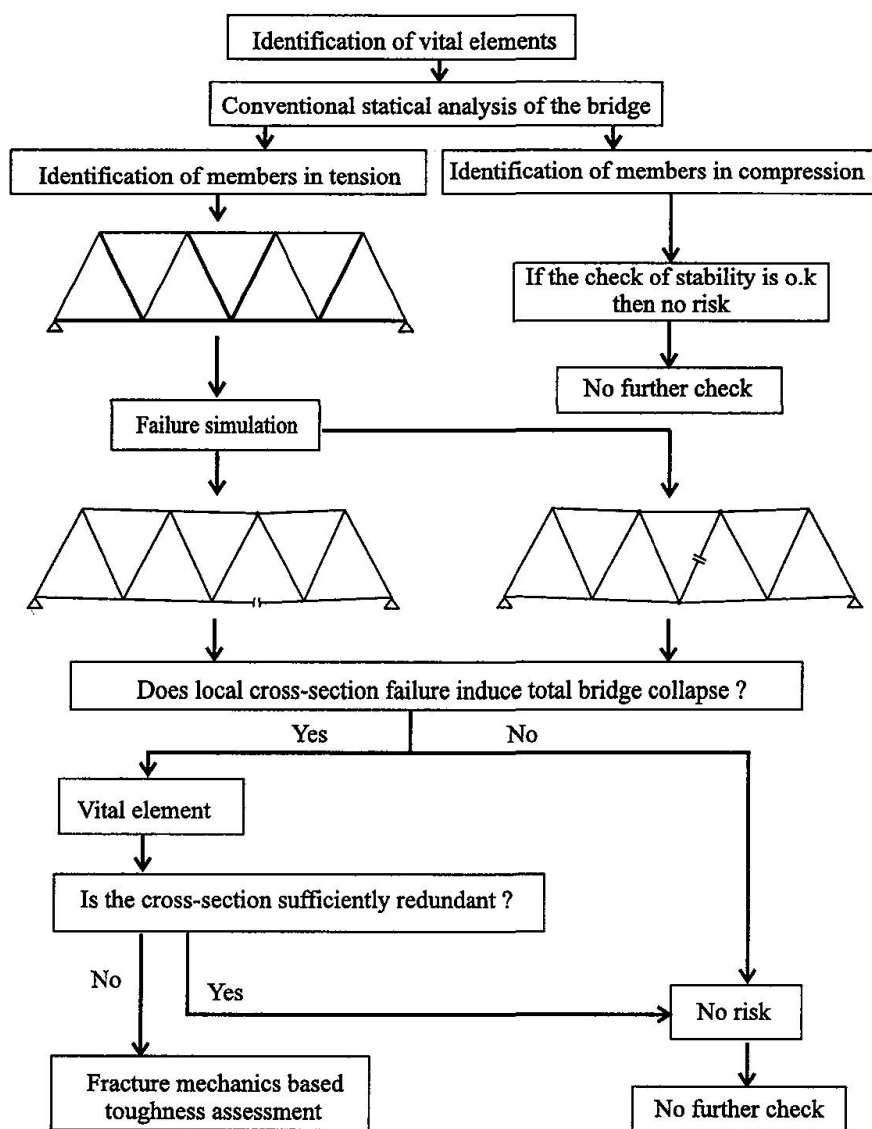 Identification of vital elements
Conventional statical analysis of the bridge
Identification of members in tension
Identification of members in compression
If the check of stability is o.k
then no risk
No further check
Failure simulation
Does local cross-section failure induce total bridge collapse ?
Yes
No
Vital element
Is the cross-section sufficiently redundant ?
No
Yes
No risk
Fracture mechanics based
toughness assessment
No further check